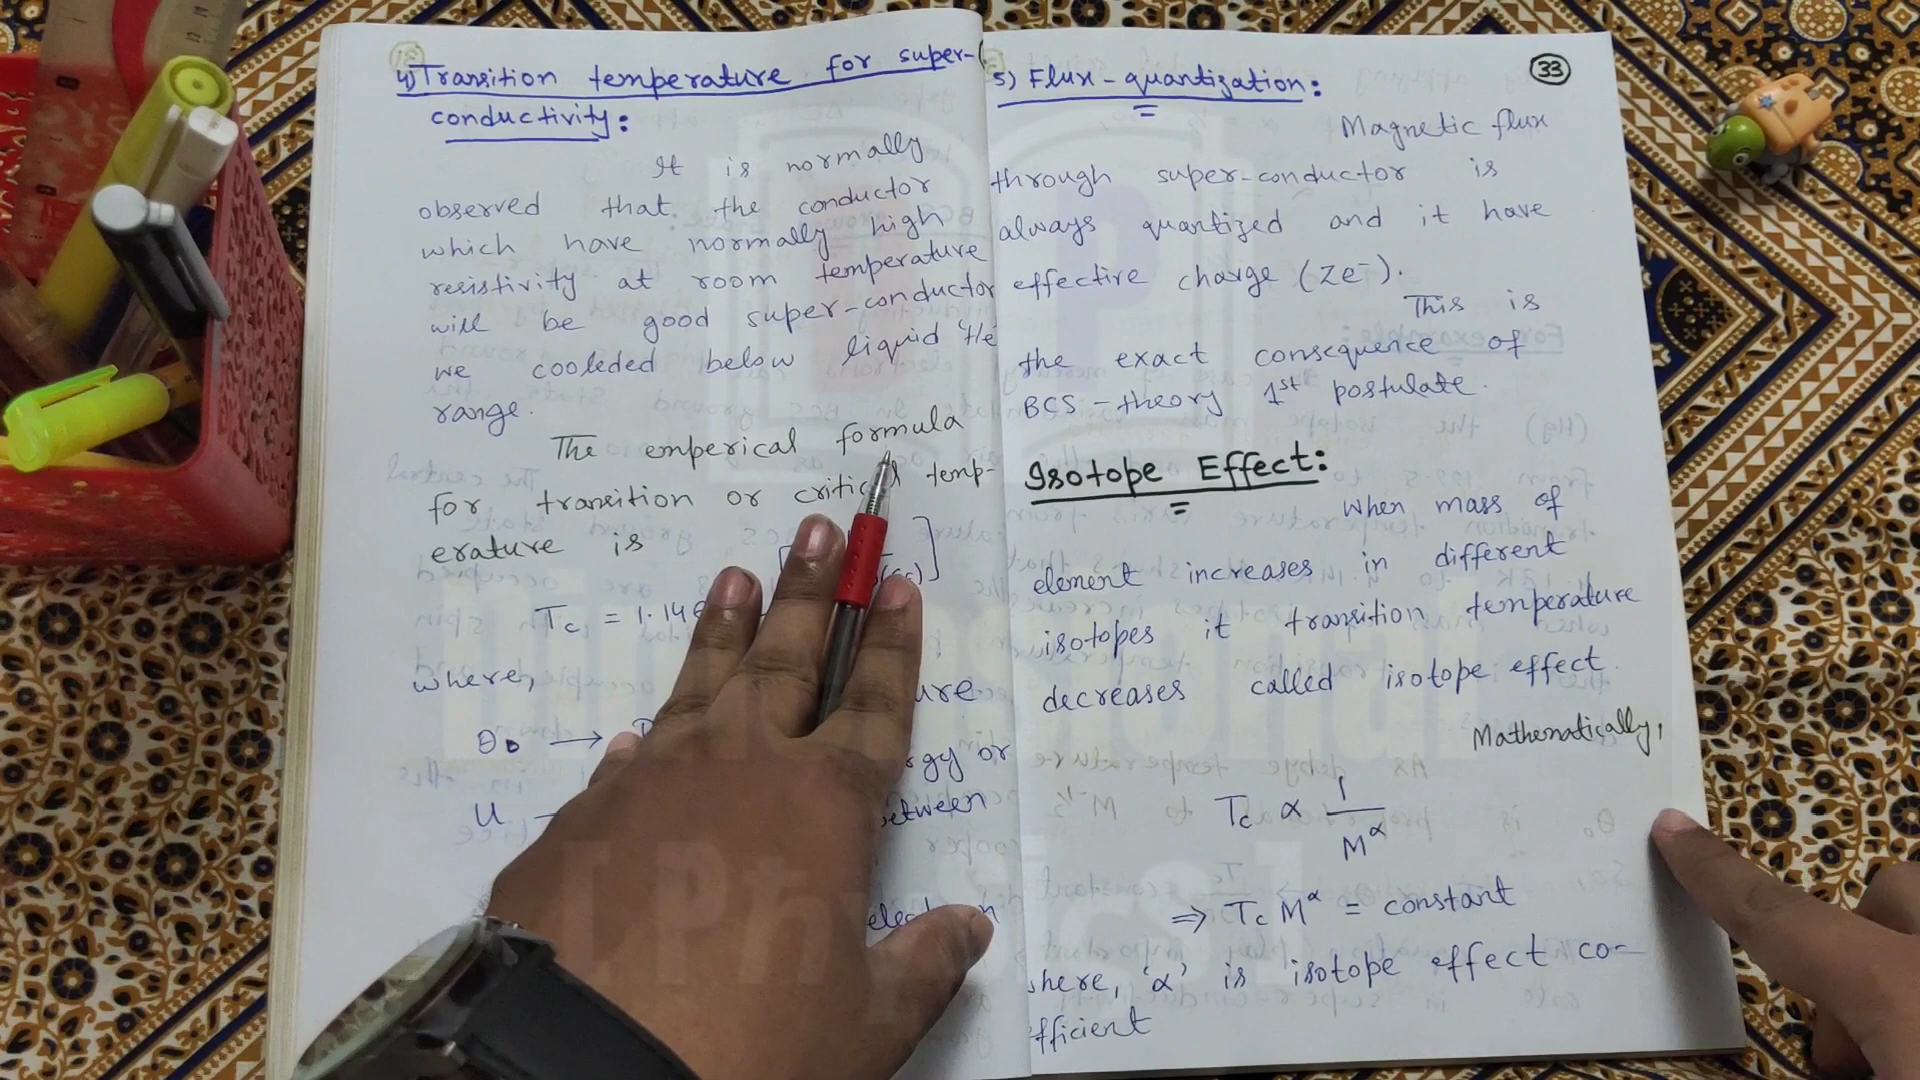 4) Transition temperature for super-
conductivity:
It is normally
observed that the conductor
which have normally high
resistivity at room temperature
will be good super-conductor
we cooleded below liquid 'He'
range.
The emperical formula
for transition or critical temp-
erature is
Tc = 1.14
where,
θD →
U
between
33
5) Flux-quantization:
Magnetic flux
through super-conductor is
always quantized and it have
effective charge (Ze⁻).
This is
the exact consequence of
BCS-theory 1st postulate.
Isotope Effect:
When mass of
element increases in different
isotopes it transition temperature
decreases called isotope effect.
Mathematically,
Tc ∝ 1/M^α
⇒ Tc M^α = constant
where, 'α' is isotope effect co-
efficient